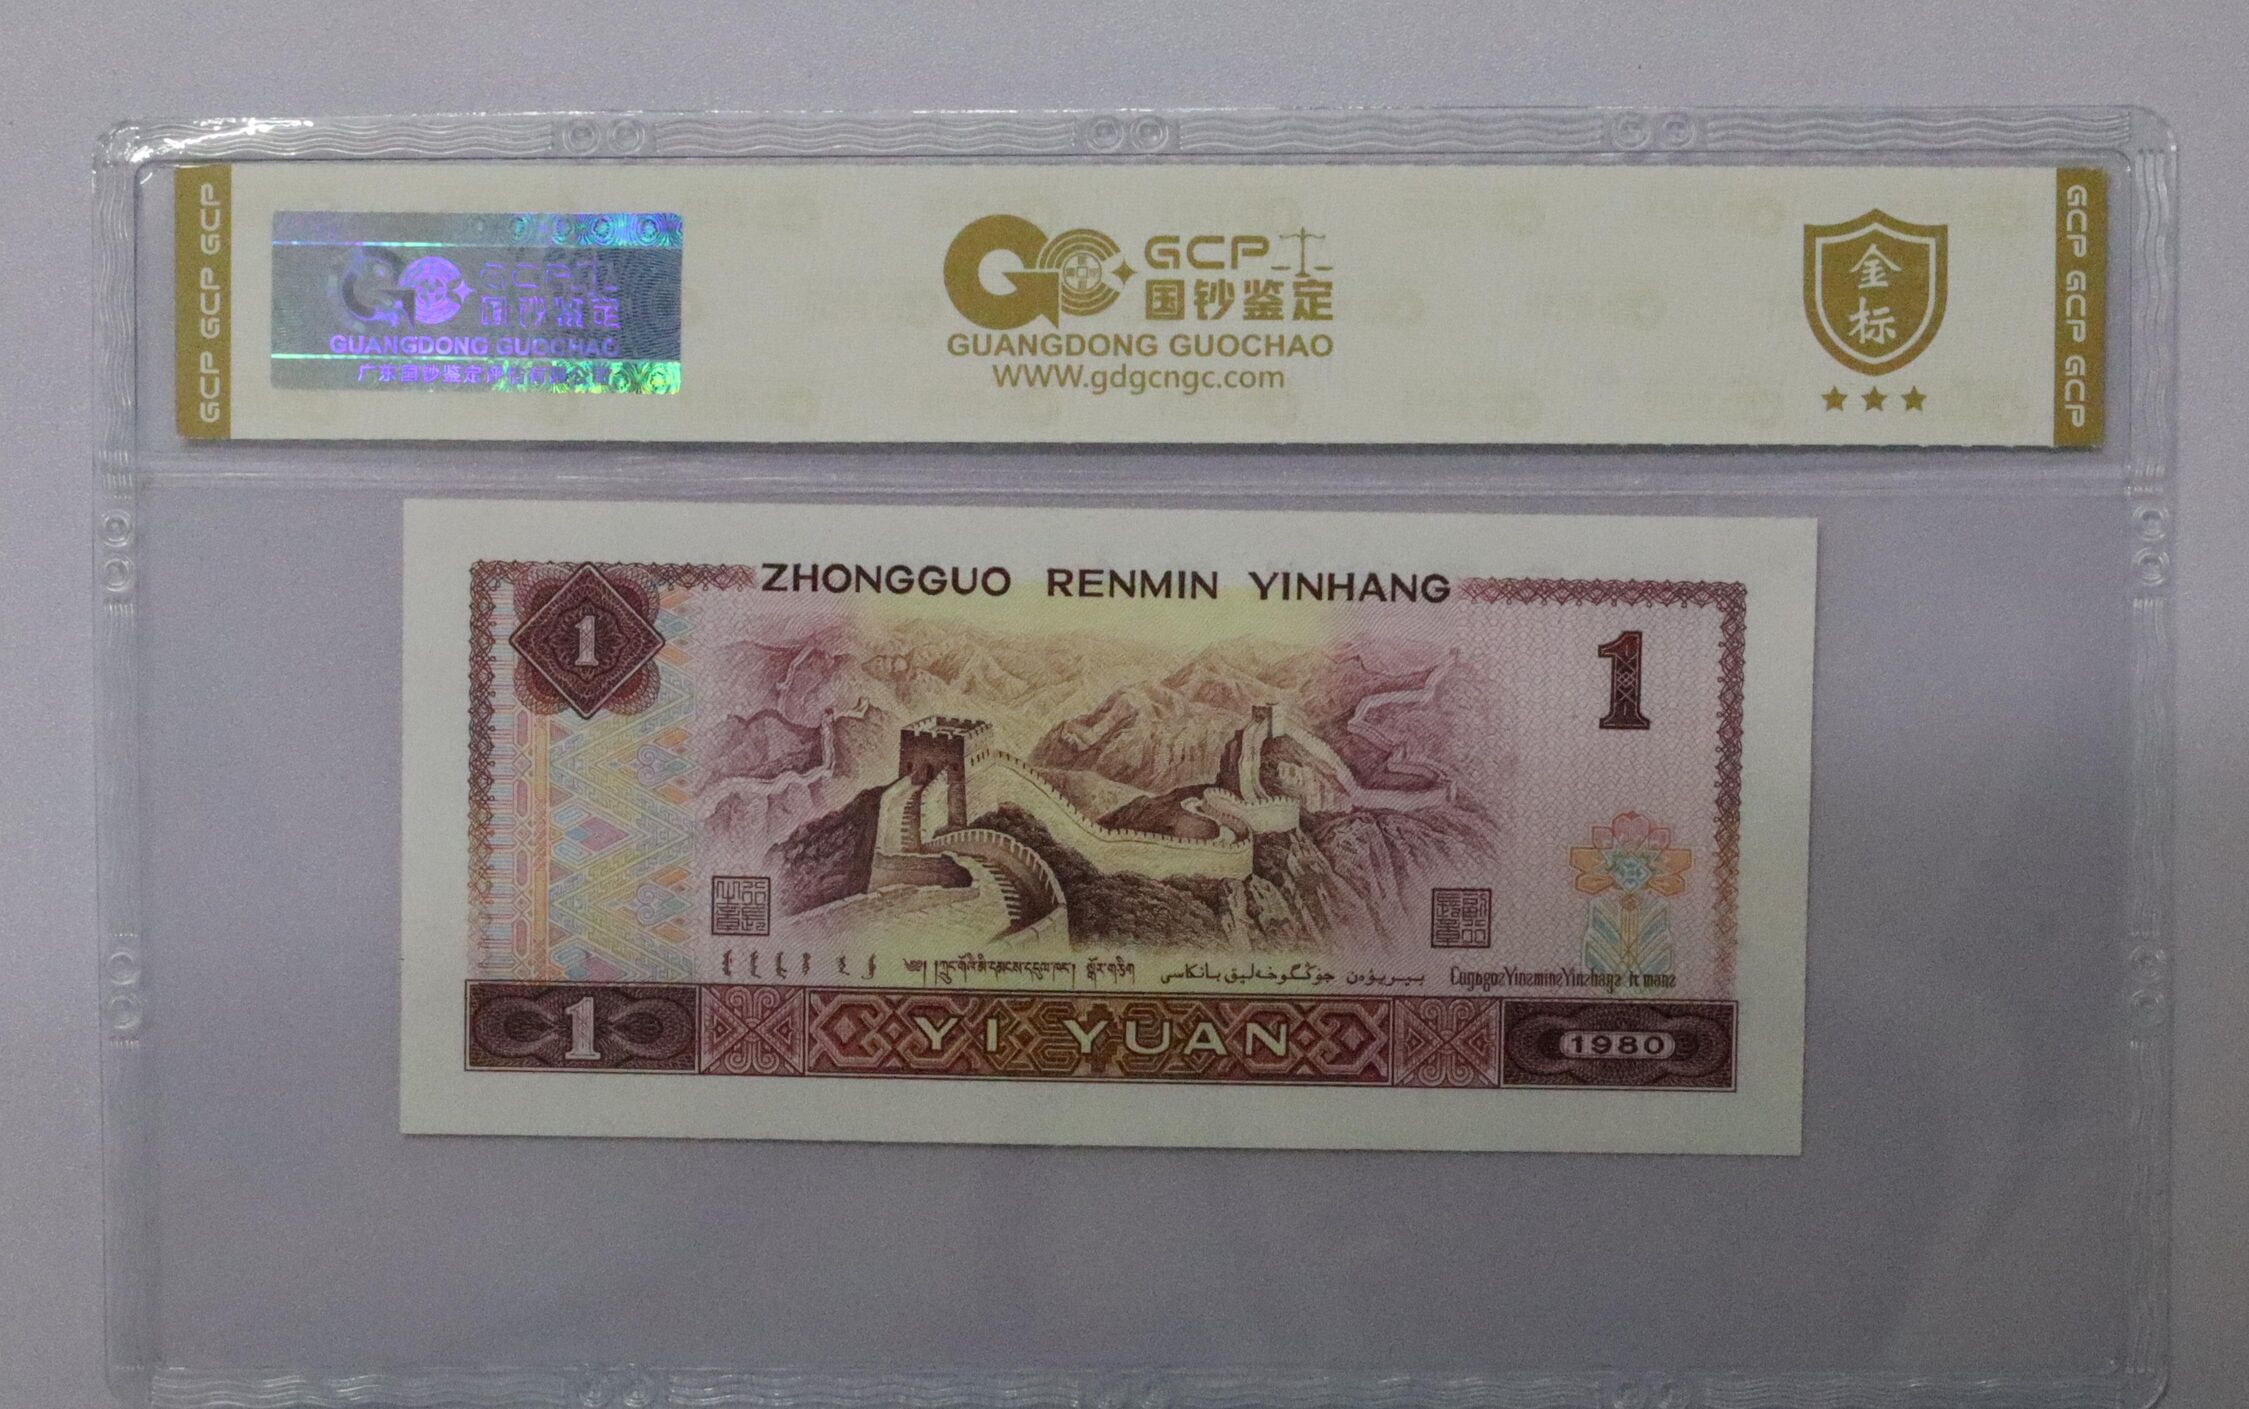 GCP GCP GCP
GCP
国钞鉴定
GUANGDONG GUOCHAO
广东国钞鉴定评估有限公司
GCP
国钞鉴定
GUANGDONG GUOCHAO
WWW.gdgcngc.com
金
标
GCP GCP GCP
ZHONGGUO RENMIN YINHANG
1
1
YI YUAN
1
1980